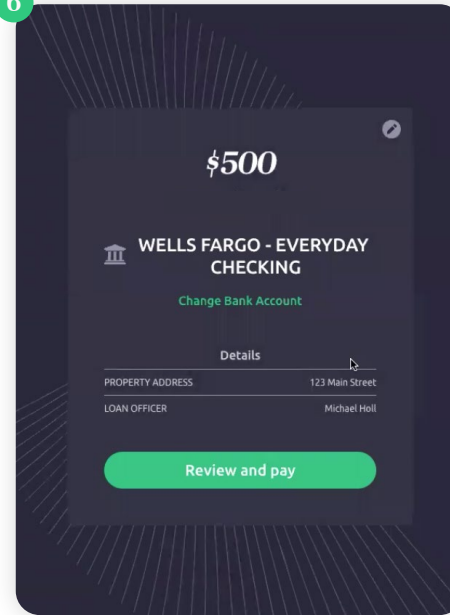 6
$500
WELLS FARGO - EVERYDAY
CHECKING
Change Bank Account
Details
PROPERTY ADDRESS 123 Main Street
LOAN OFFICER Michael Holl
Review and pay